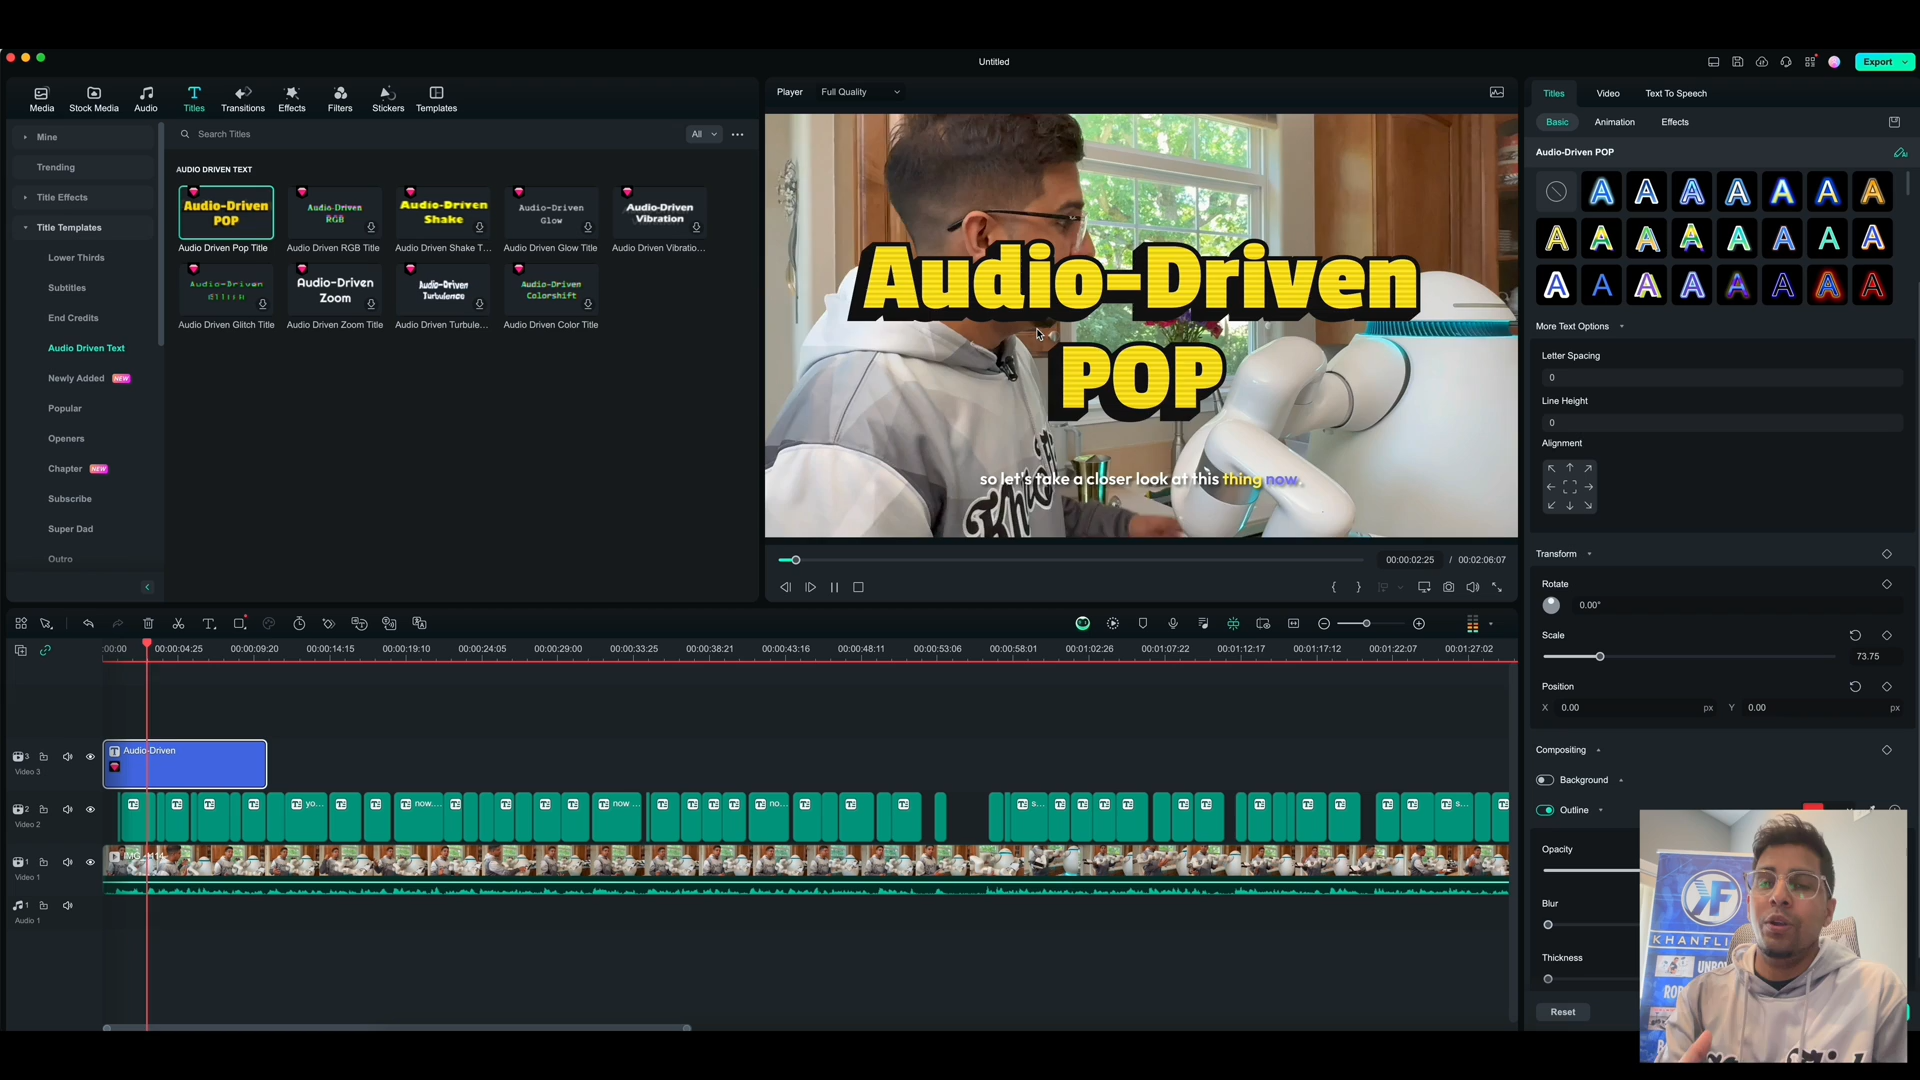 Untitled
Export
Media
Stock Media
Audio
Titles
Transitions
Effects
Filters
Stickers
Templates
Mine
Trending
Title Effects
Title Templates
Lower Thirds
Subtitles
End Credits
Audio Driven Text
Newly Added NEW
Popular
Openers
Chapter NEW
Subscribe
Super Dad
Outro
Search Titles
All
AUDIO DRIVEN TEXT
Audio-Driven
POP
Audio Driven Pop Title
Audio-Driven
RGB
Audio Driven RGB Title
Audio-Driven
Shake
Audio Driven Shake T...
Audio-Driven
Glow
Audio Driven Glow Title
Audio-Driven
Vibration
Audio Driven Vibratio...
Audio-Driven
Audio Driven Glitch Title
Audio-Driven
Zoom
Audio Driven Zoom Title
Audio-Driven
Turbulence
Audio Driven Turbule...
Audio-Driven
Colorshift
Audio Driven Color Title
Player
Full Quality
Audio-Driven
POP
so let's take a closer look at this thing now.
00:00:02:25 / 00:02:06:07
Titles
Video
Text To Speech
Basic
Animation
Effects
Audio-Driven POP
More Text Options
Letter Spacing
0
Line Height
0
Alignment
Transform
Rotate
0.00°
Scale
73.75
Position
X 0.00 px Y 0.00 px
Compositing
Background
Outline
Opacity
Blur
Thickness
Reset
:00:00 00:00:04:25 00:00:09:20 00:00:14:15 00:00:19:10 00:00:24:05 00:00:29:00 00:00:33:25 00:00:38:21 00:00:43:16 00:00:48:11 00:00:53:06 00:00:58:01 00:01:02:26 00:01:07:22 00:01:12:17 00:01:17:12 00:01:22:07 00:01:27:02
3
Video 3
Audio-Driven
2
Video 2
yo...
now....
now ...
no...
s...
s...
1
Video 1
1
Audio 1
KF
KHANFLI
UNBO